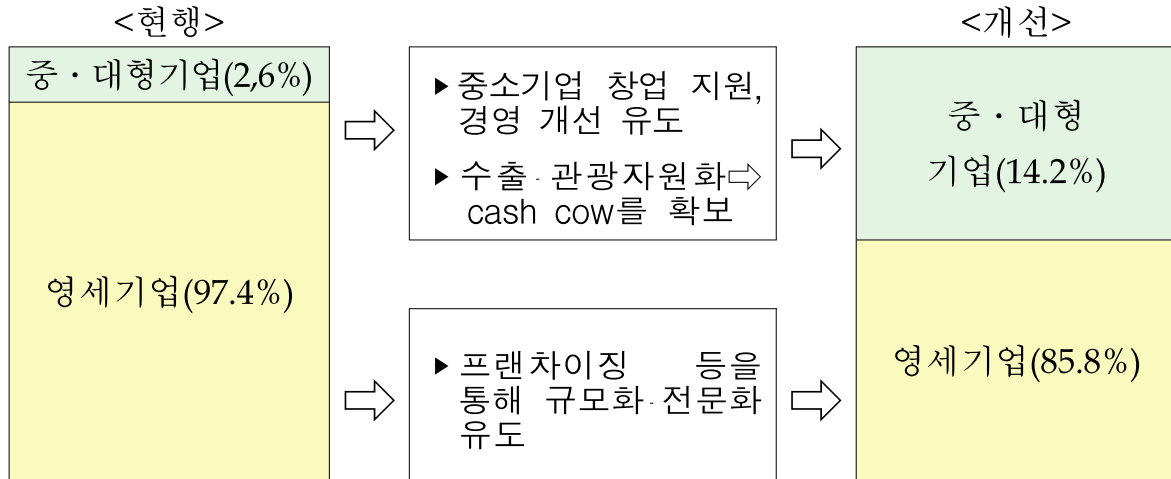 <현행>
중 · 대형기업(2,6%)
영세기업(97.4%)
▶ 중소기업 창업 지원,
경영 개선 유도
▶ 수출·관광자원화⇨
cash cow를 확보
▶ 프랜차이징 등을
통해 규모화·전문화
유도
<개선>
중 · 대형
기업(14.2%)
영세기업(85.8%)